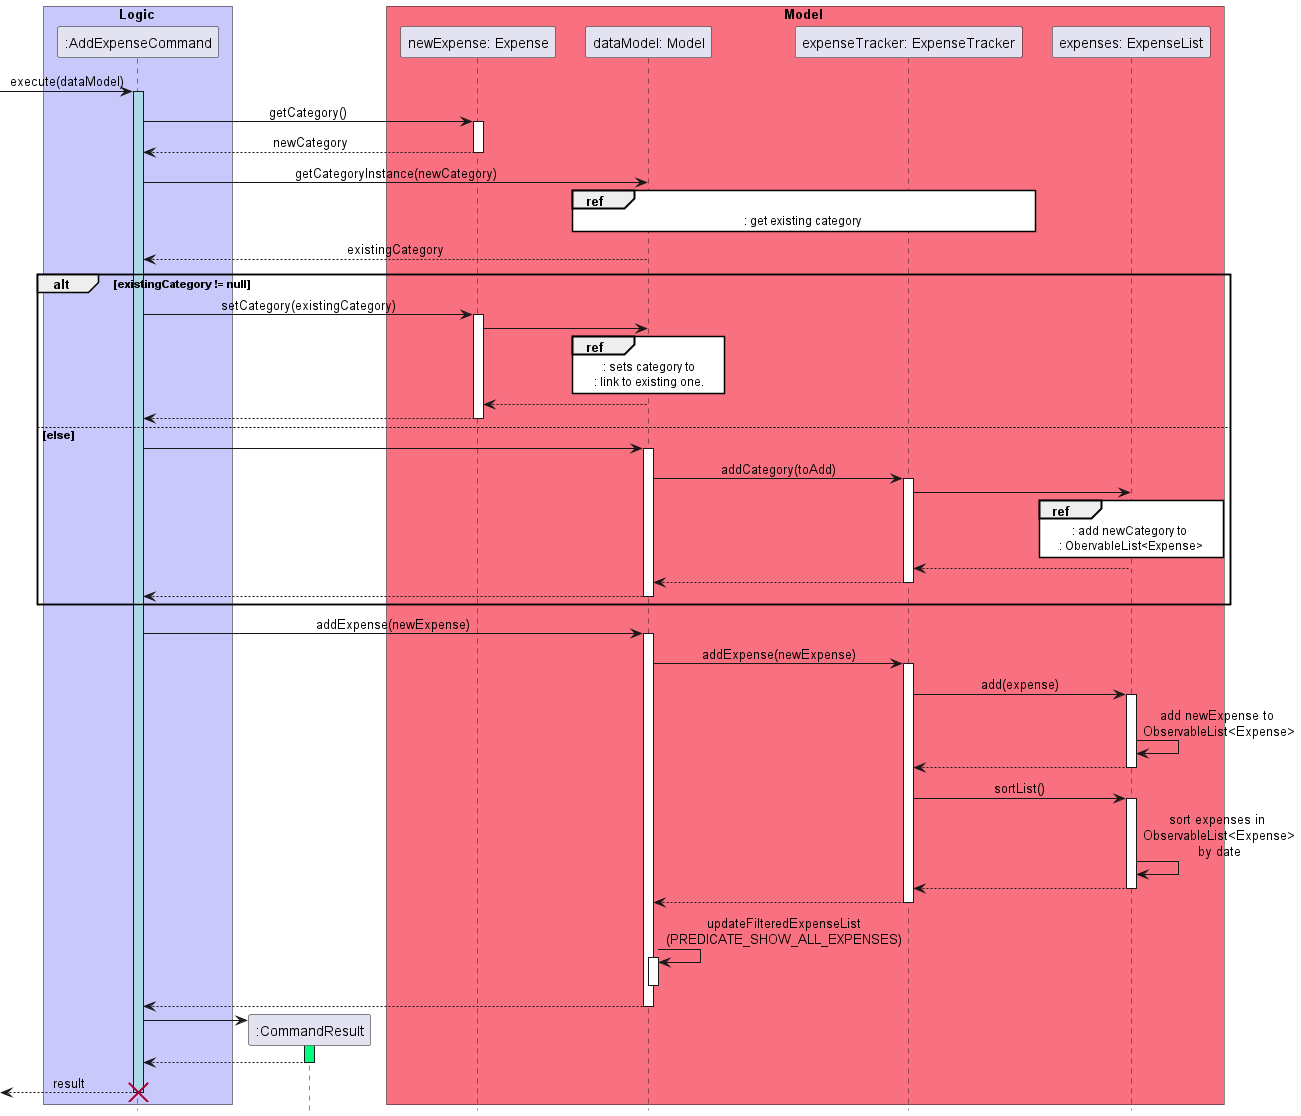 Logic
Model
:AddExpenseCommand
newExpense: Expense
dataModel: Model
expenseTracker: ExpenseTracker
expenses: ExpenseList
execute(dataModel)
getCategory()
newCategory
getCategoryInstance(newCategory)
ref
: get existing category
existingCategory
alt
[existingCategory != null]
setCategory(existingCategory)
ref
: sets category to
: link to existing one.
[else]
addCategory(toAdd)
ref
: add newCategory to
: ObervableList<Expense>
addExpense(newExpense)
addExpense(newExpense)
add(expense)
add newExpense to
ObservableList<Expense>
sortList()
sort expenses in
ObservableList<Expense>
by date
updateFilteredExpenseList
(PREDICATE_SHOW_ALL_EXPENSES)
:CommandResult
result